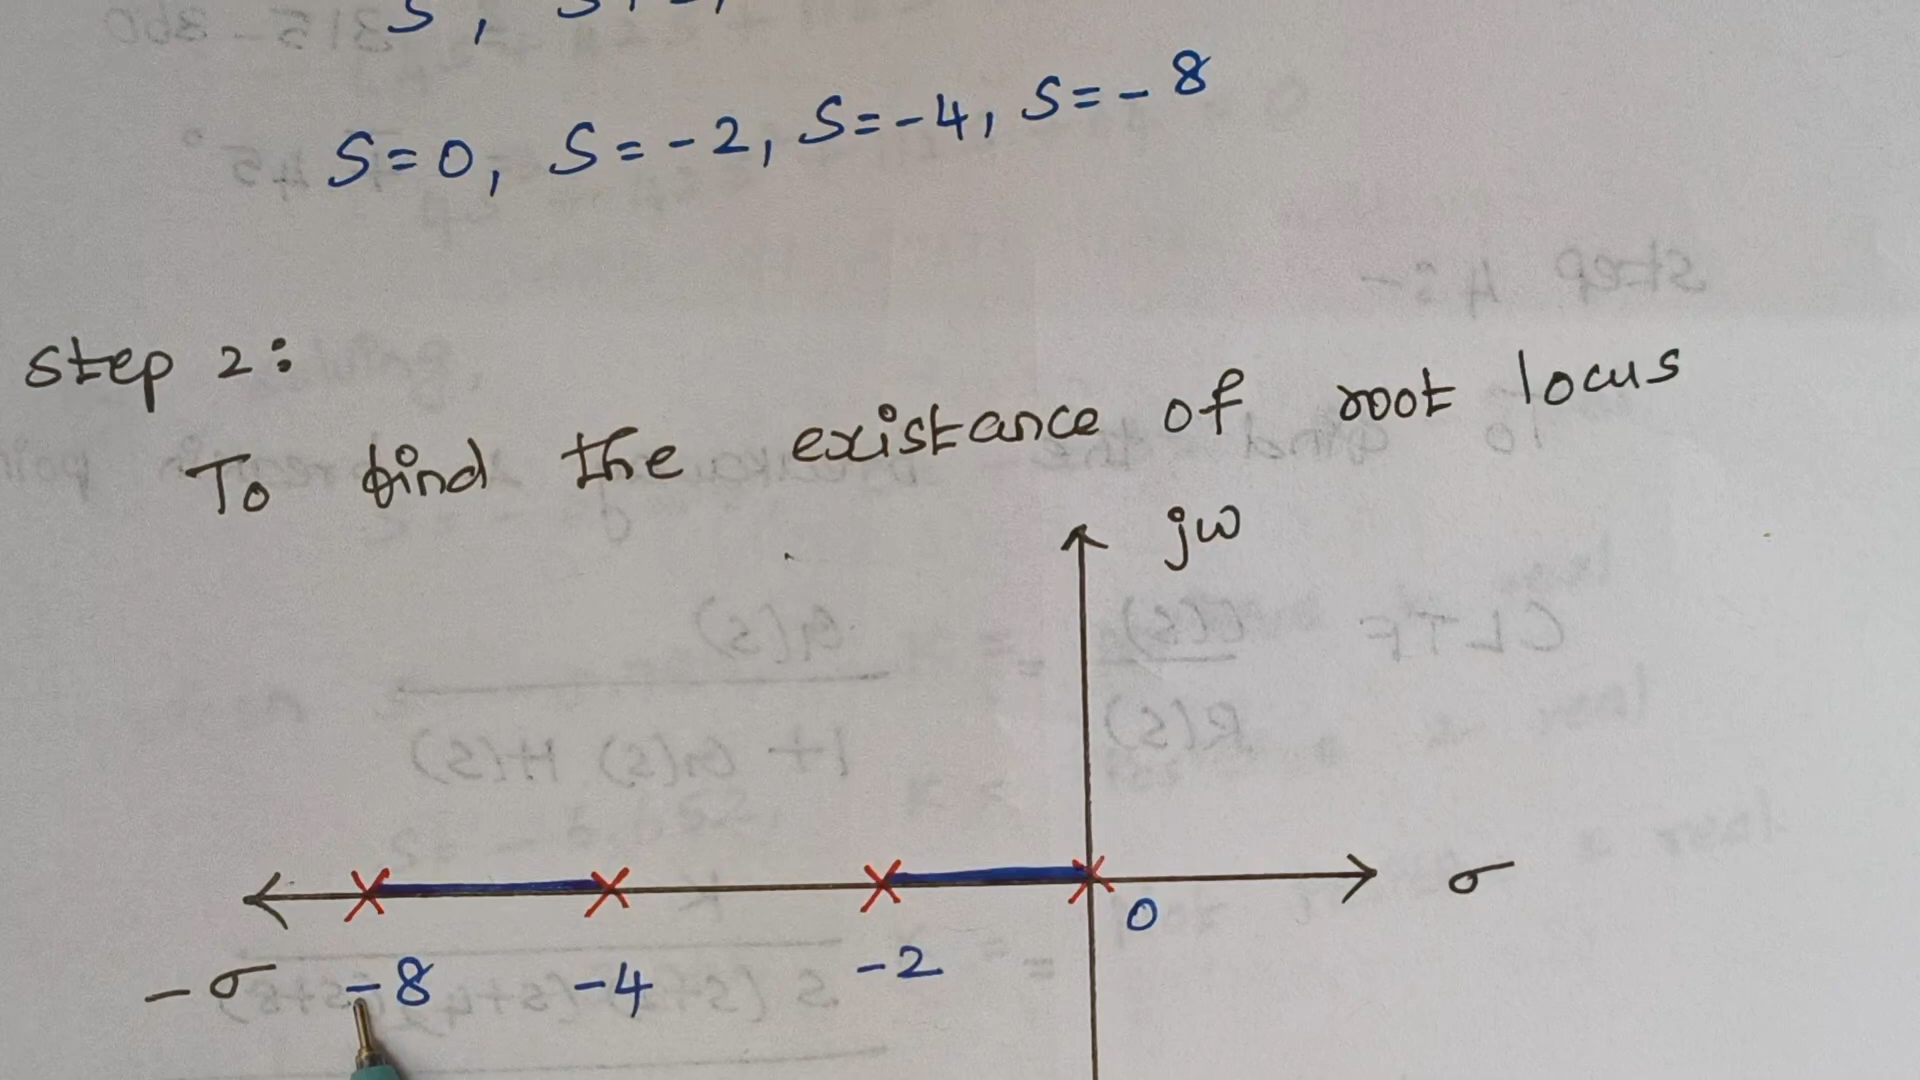 S=0, S=-2, S=-4, S=-8
Step 2:
To find the existance of root locus
jω
σ
0
-σ -8 -4 -2